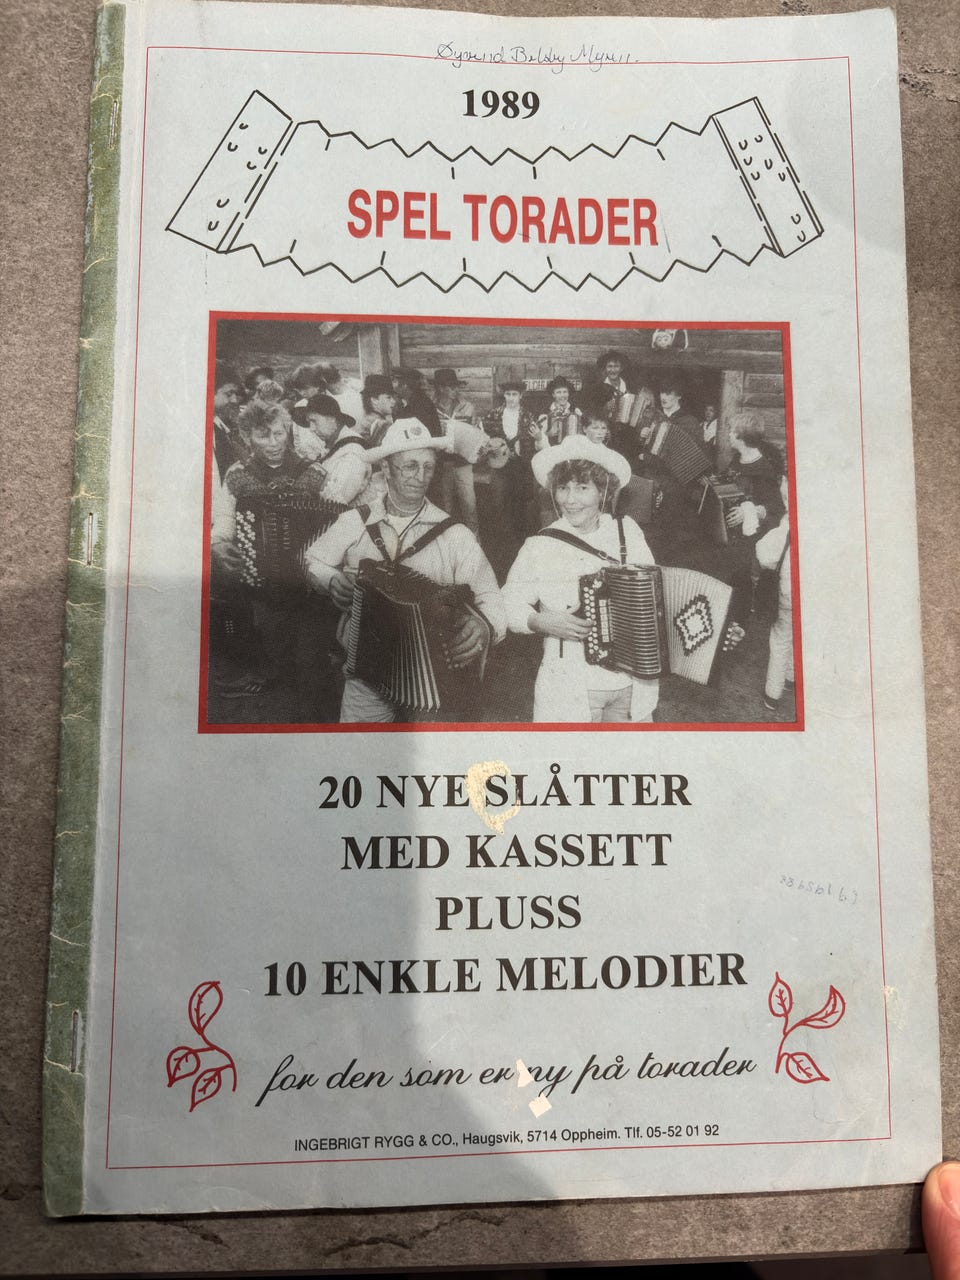 Øyvind
1989
SPEL TORADER
20 NYE SLÅTTER
MED KASSETT
PLUSS
10 ENKLE MELODIER
for den som er ny på torader
INGEBRIGT RYGG & CO., Haugsvik, 5714 Oppheim. Tlf. 05-52 01 92